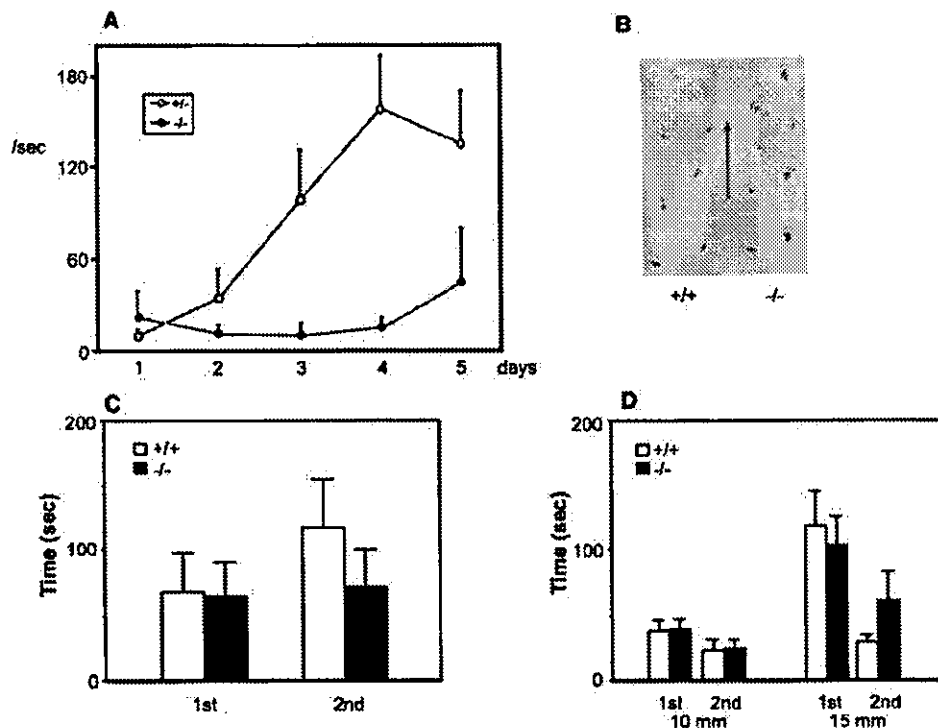 A
180
+/-
-/-
/sec
120
60
0
1 2 3 4 5 days
B
+/+ -/-
C
200
+/+
-/-
Time (sec)
100
0
1st 2nd
D
200
+/+
-/-
Time (sec)
100
0
1st 2nd 1st 2nd
10 mm 15 mm